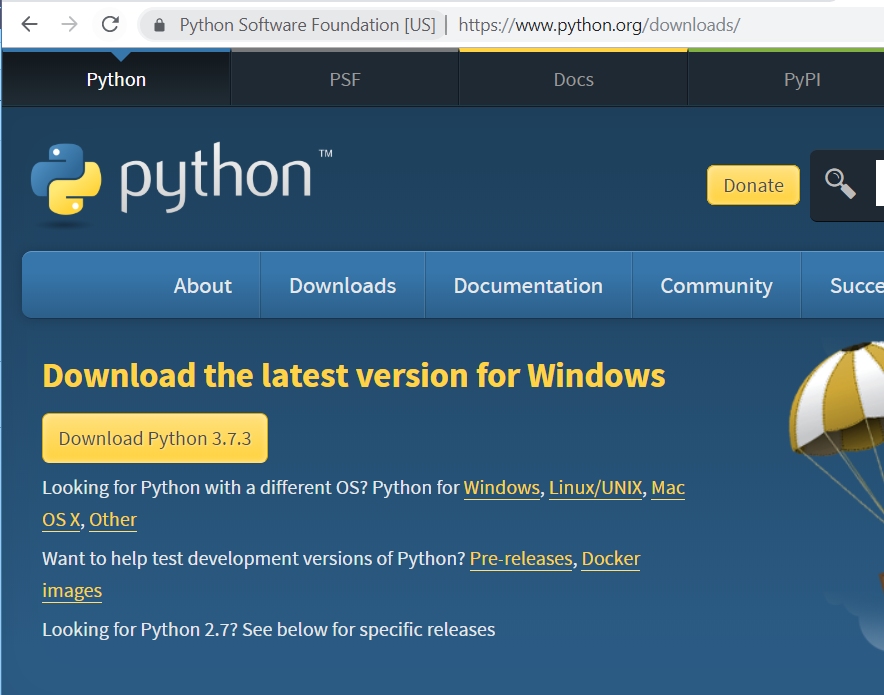 Python Software Foundation [US] | https://www.python.org/downloads/
Python PSF Docs PyPI
python™
Donate
About Downloads Documentation Community Succe
Download the latest version for Windows
Download Python 3.7.3
Looking for Python with a different OS? Python for Windows, Linux/UNIX, Mac
OS X, Other
Want to help test development versions of Python? Pre-releases, Docker
images
Looking for Python 2.7? See below for specific releases